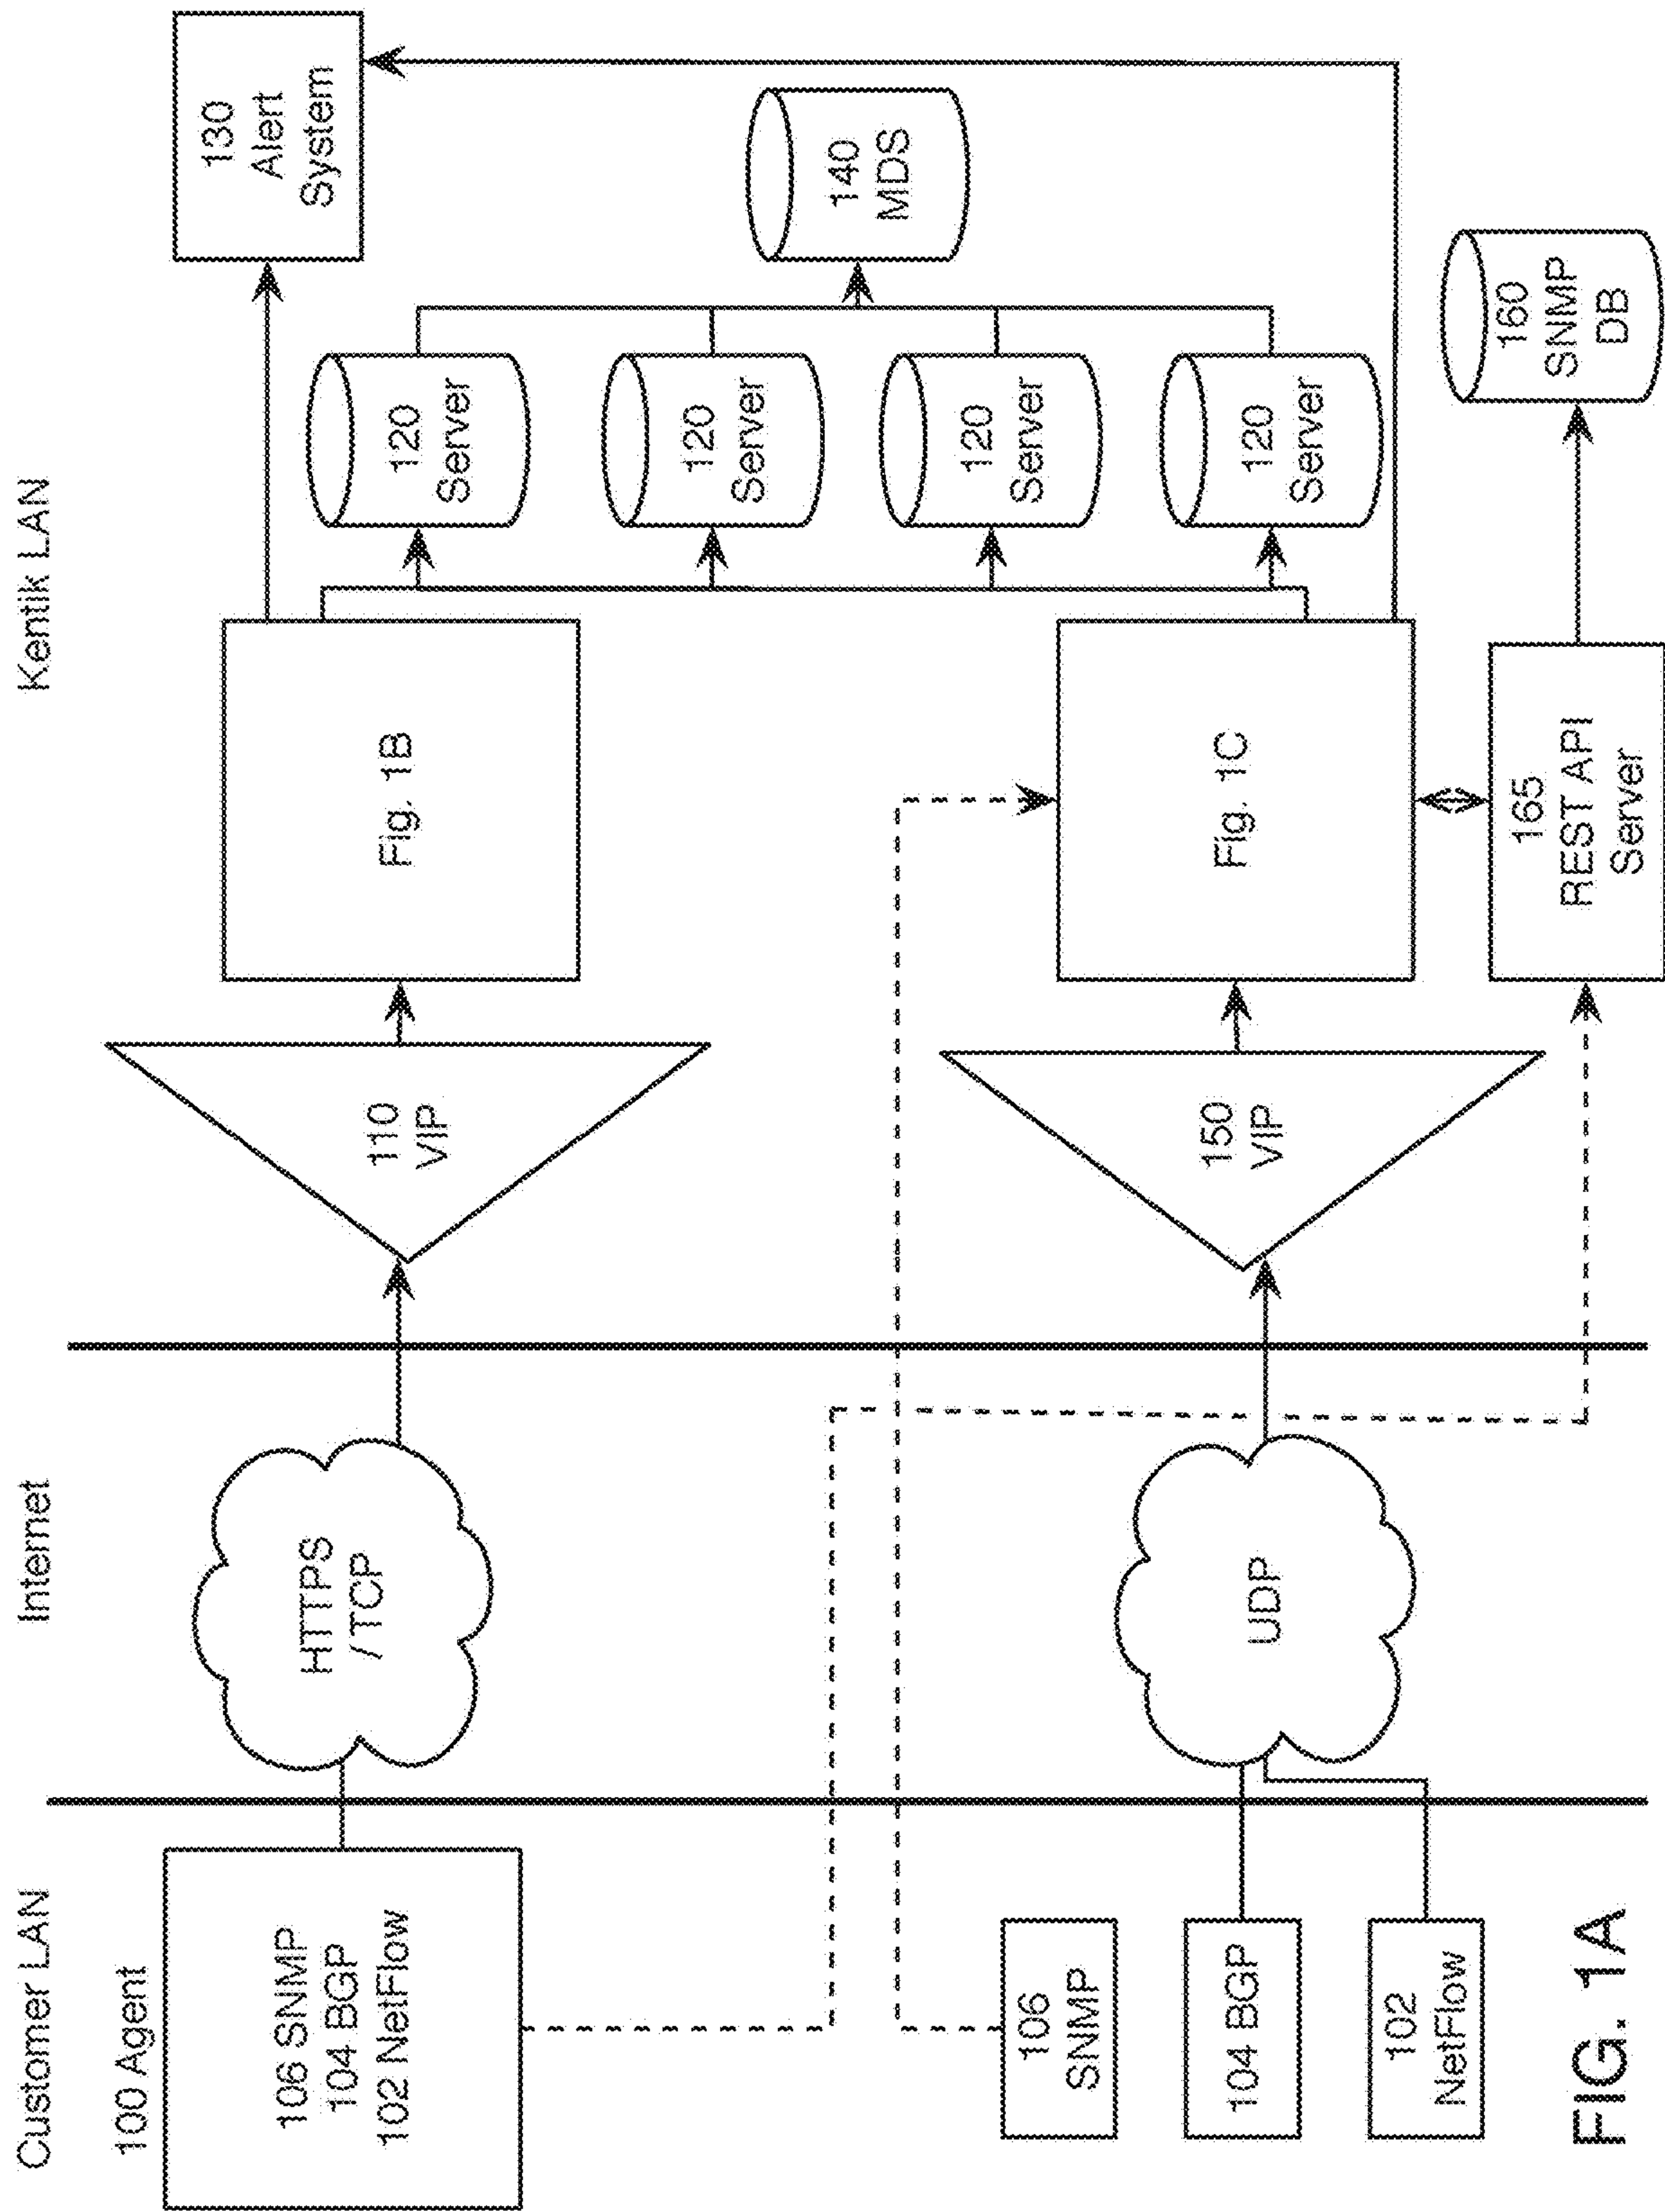 Customer LAN
Internet
Kentik LAN
100 Agent
106 SNMP
104 BGP
102 NetFlow
HTTPS
/ TCP
110
VIP
Fig. 1B
130
Alert
System
120
Server
120
Server
120
Server
120
Server
140
MDS
106
SNMP
104 BGP
102
NetFlow
UDP
150
VIP
Fig. 1C
165
REST API
Server
160
SNMP
DB
FIG. 1A